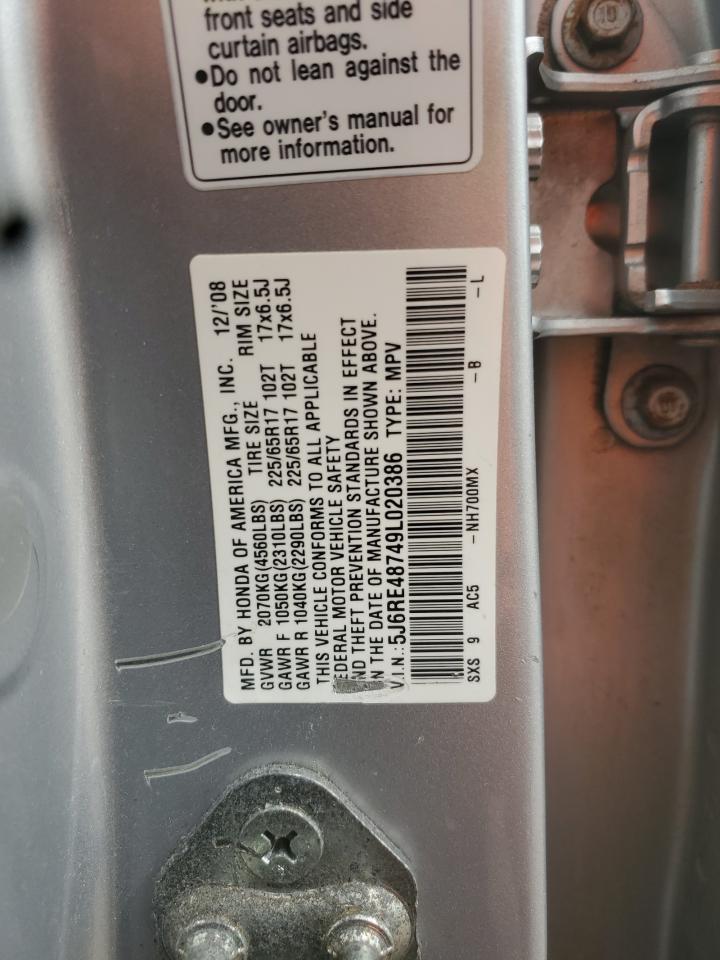 front seats and side
curtain airbags.
●Do not lean against the
door.
●See owner's manual for
more information.
MFD. BY HONDA OF AMERICA MFG., INC. 12/'08
GVWR 2070KG(4560LBS) TIRE SIZE RIM SIZE
GAWR F 1050KG(2310LBS) 225/65R17 102T 17x6.5J
GAWR R 1040KG(2290LBS) 225/65R17 102T 17x6.5J
THIS VEHICLE CONFORMS TO ALL APPLICABLE
FEDERAL MOTOR VEHICLE SAFETY
AND THEFT PREVENTION STANDARDS IN EFFECT
ON THE DATE OF MANUFACTURE SHOWN ABOVE.
V.I.N.:5J6RE48749L020386 TYPE: MPV
SXS 9 AC5 -NH700MX -B -L